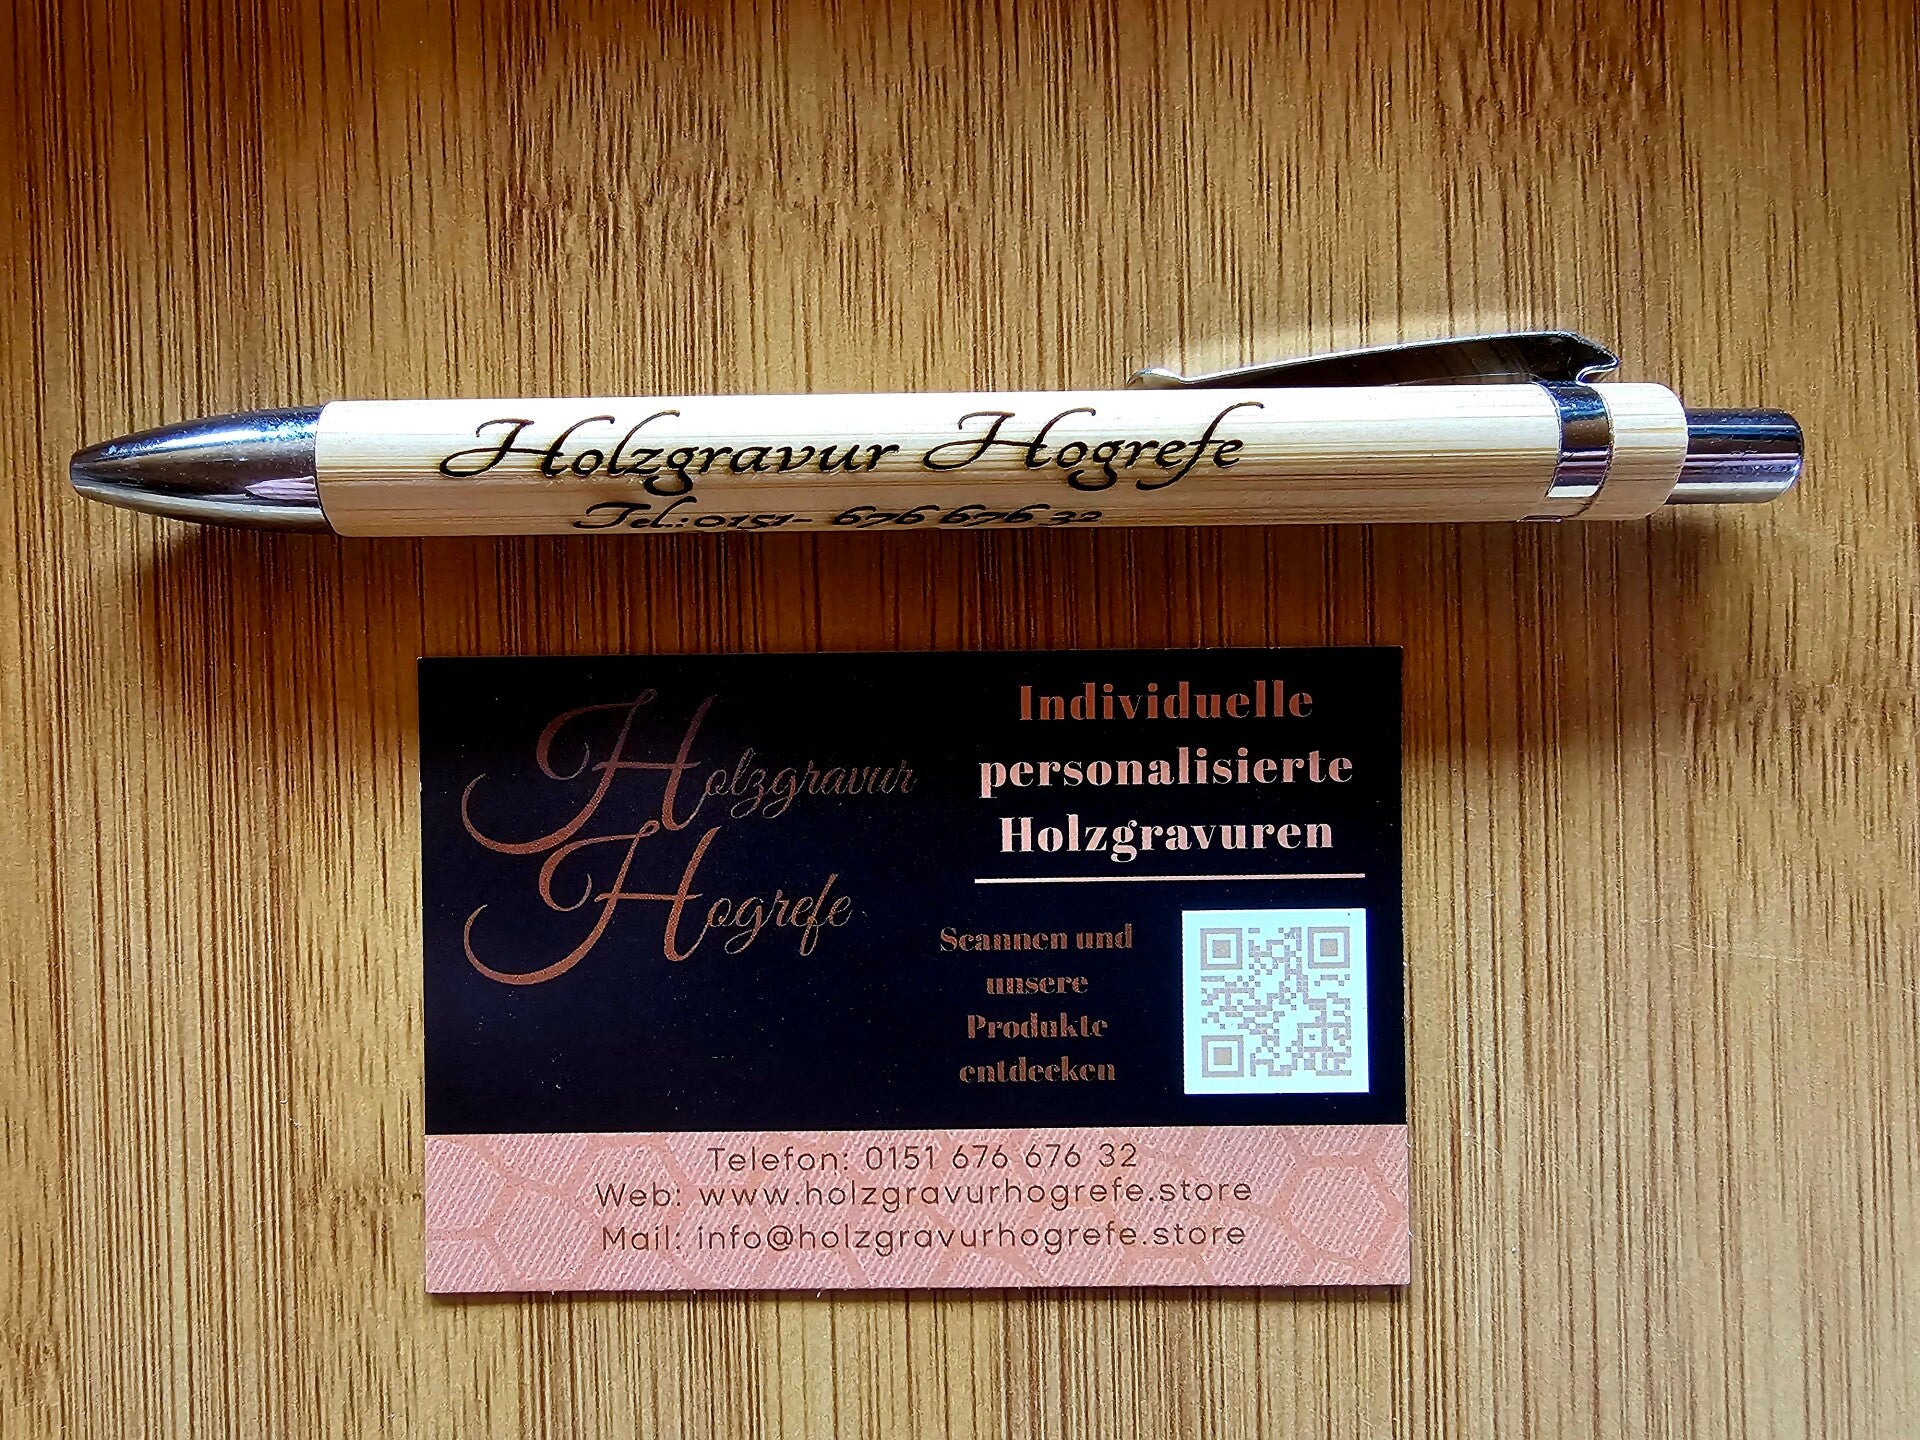 Holzgravur Hogrefe
Tel.: 0151- 676 676 32
Holzgravur
Hogrefe
Individuelle
personalisierte
Holzgravuren
Scannen und
unsere
Produkte
entdecken
Telefon: 0151 676 676 32
Web: www.holzgravurhogrefe.store
Mail: info@holzgravurhogrefe.store